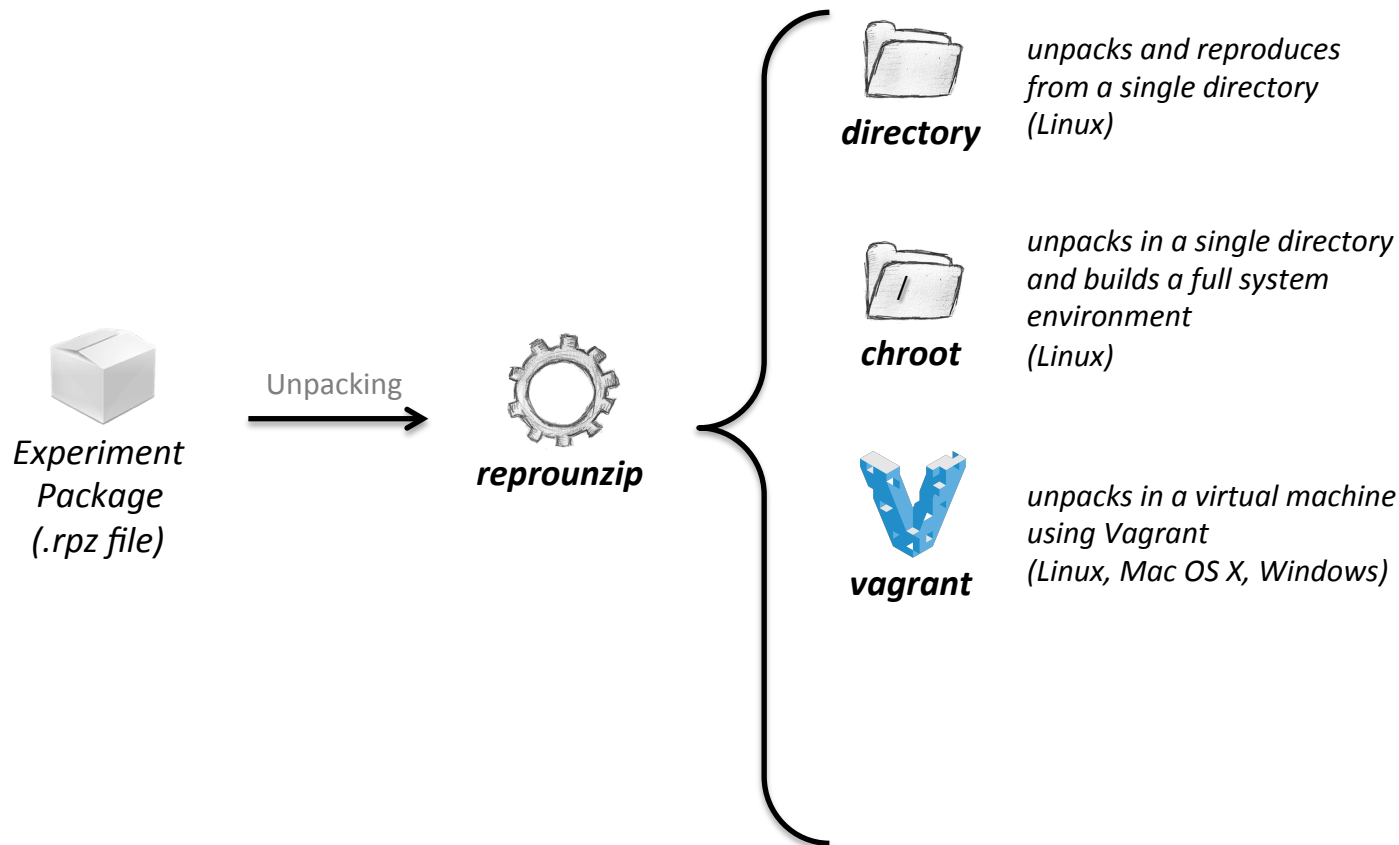 Experiment
Package
(.rpz file)
Unpacking
reprounzip
directory
unpacks and reproduces
from a single directory
(Linux)
/
chroot
unpacks in a single directory
and builds a full system
environment
(Linux)
vagrant
unpacks in a virtual machine
using Vagrant
(Linux, Mac OS X, Windows)